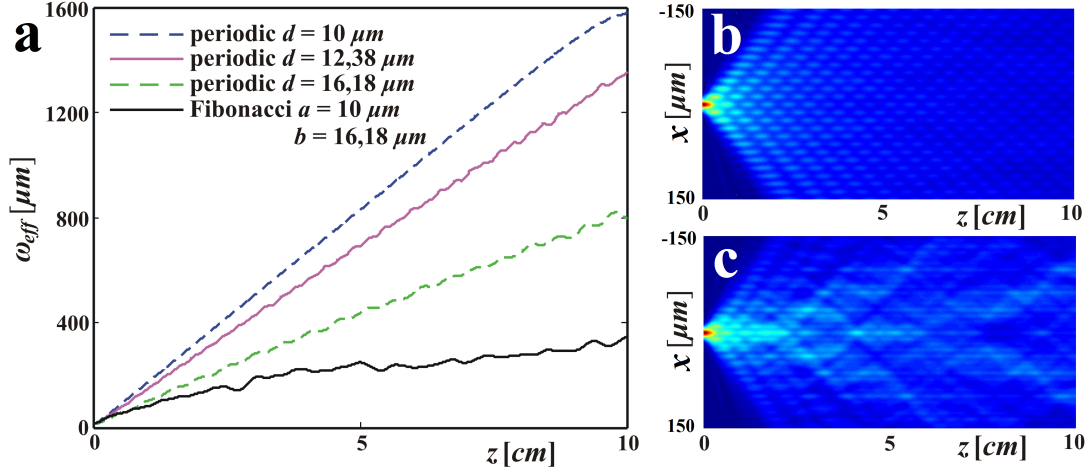 a
periodic d = 10 µm
periodic d = 12,38 µm
periodic d = 16,18 µm
Fibonacci a = 10 µm
b = 16,18 µm
1600
1200
800
400
0
ω_eff [µm]
0
5
10
z [cm]
b
-150
x [µm]
150
0
5
10
z [cm]
c
-150
x [µm]
150
0
5
10
z [cm]